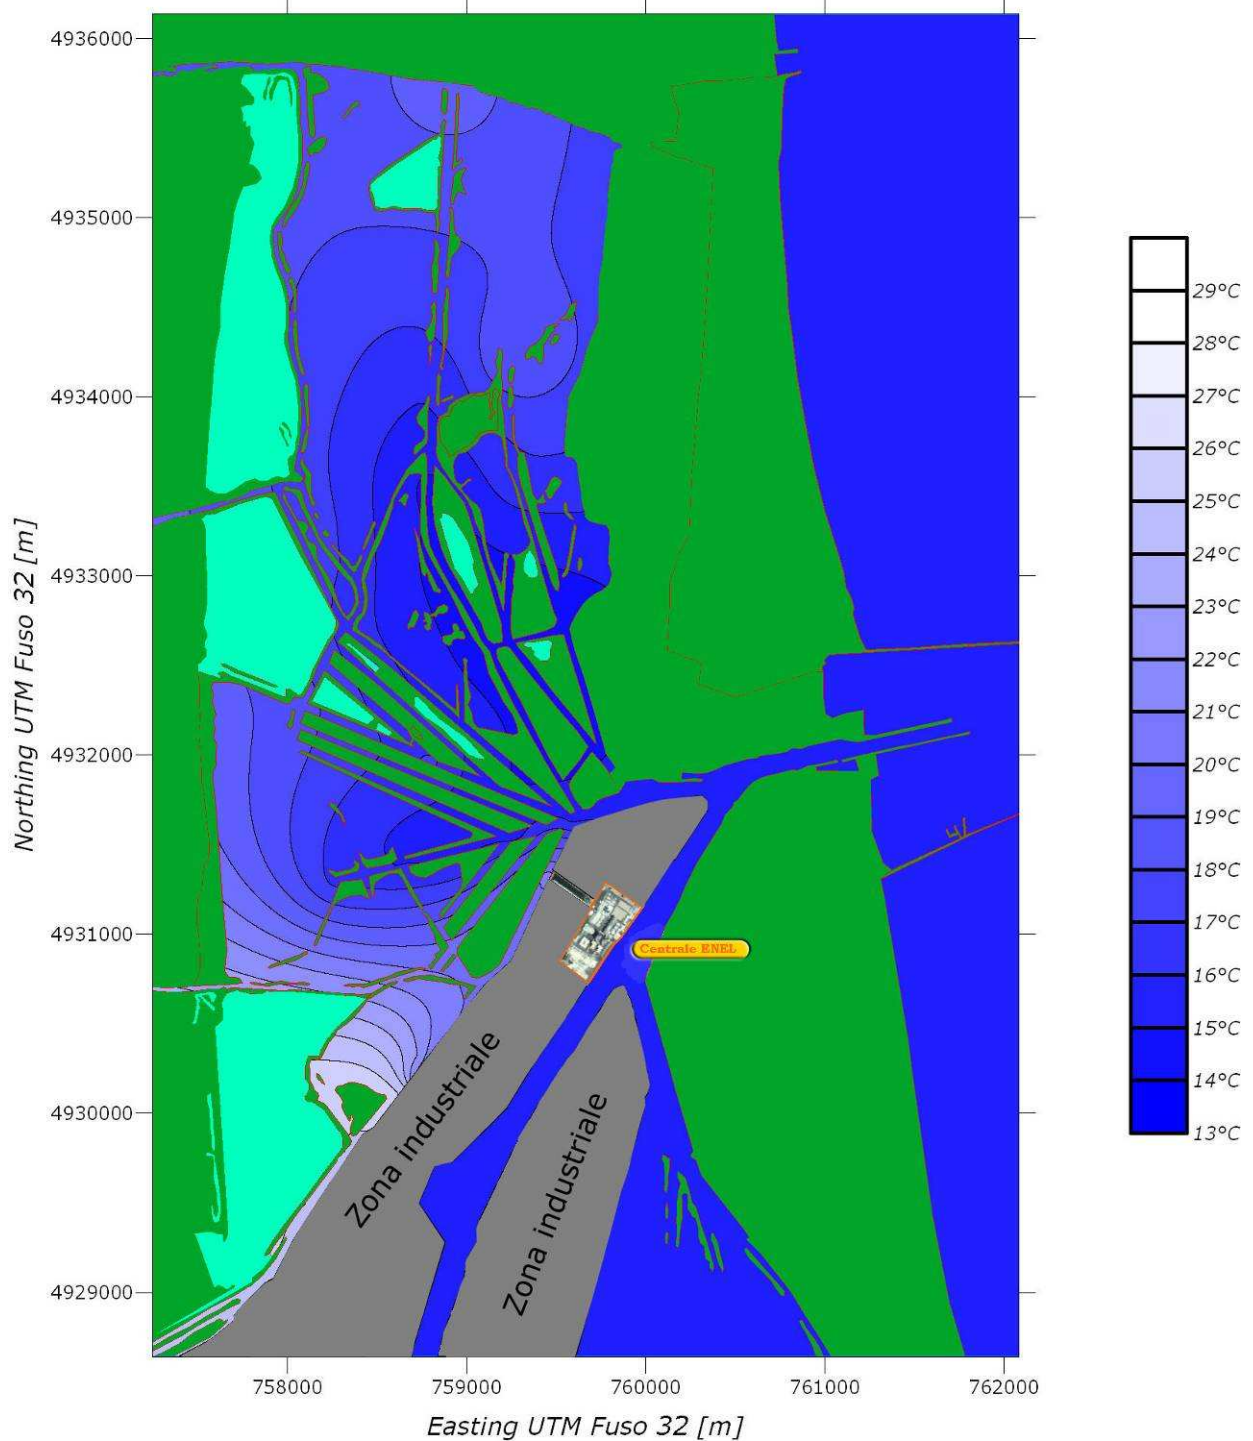 4936000
4935000
4934000
4933000
4932000
4931000
4930000
4929000
Northing UTM Fuso 32 [m]
758000
759000
760000
761000
762000
Easting UTM Fuso 32 [m]
Centrale ENEL
Zona industriale
Zona industriale
29°C
28°C
27°C
26°C
25°C
24°C
23°C
22°C
21°C
20°C
19°C
18°C
17°C
16°C
15°C
14°C
13°C